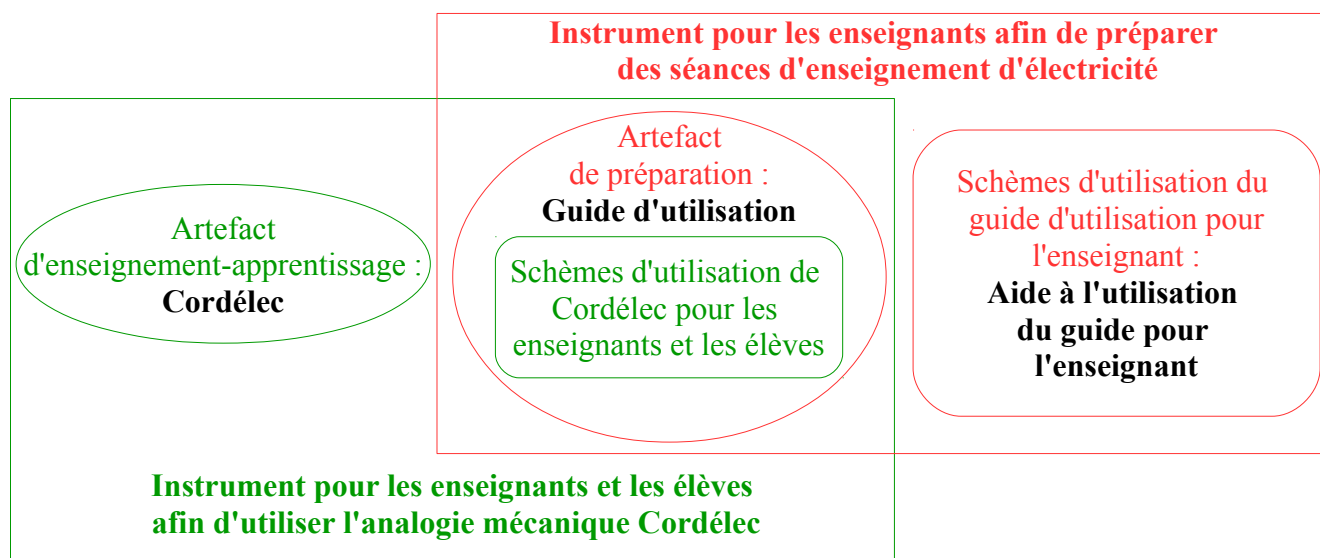 Instrument pour les enseignants afin de préparer
des séances d'enseignement d'électricité
Artefact
d'enseignement-apprentissage :
Cordélec
Artefact
de préparation :
Guide d'utilisation
Schèmes d'utilisation de
Cordélec pour les
enseignants et les élèves
Schèmes d'utilisation du
guide d'utilisation pour
l'enseignant :
Aide à l'utilisation
du guide pour
l'enseignant
Instrument pour les enseignants et les élèves
afin d'utiliser l'analogie mécanique Cordélec